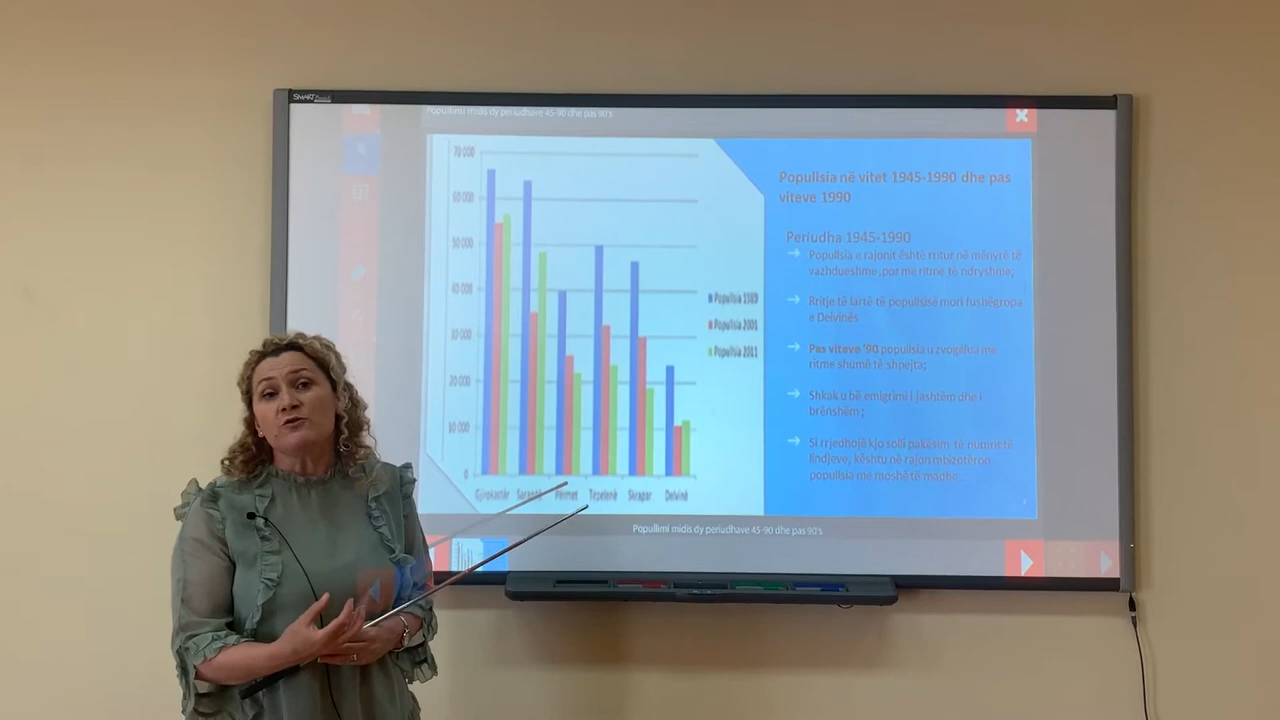 SMART Board
Popullimi midis dy periudhave 45-90 dhe pas 90's
70 000
60 000
50 000
40 000
30 000
20 000
10 000
0
Gjirokastër Sarandë Përmet Tepelenë Skrapar Delvinë
Popullsia 1989
Popullsia 2001
Popullsia 2011
Popullsia në vitet 1945-1990 dhe pas
viteve 1990
Periudha 1945-1990
Popullsia e rajonit është rritur në mënyrë të
vazhdueshme ,por me ritme të ndryshme;
Rritje të lartë të popullsisë mori fushëgropa
e Delvinës
Pas viteve '90 popullsia u zvogëlua me
ritme shumë të shpejta;
Shkak u bë emigrimi i jashtëm dhe i
brënshëm ;
Si rrjedhojë kjo solli pakësim të numrit të
lindjeve, kështu në rajon mbizotëron
popullsia me moshë të madhe.
Popullimi midis dy periudhave 45-90 dhe pas 90's